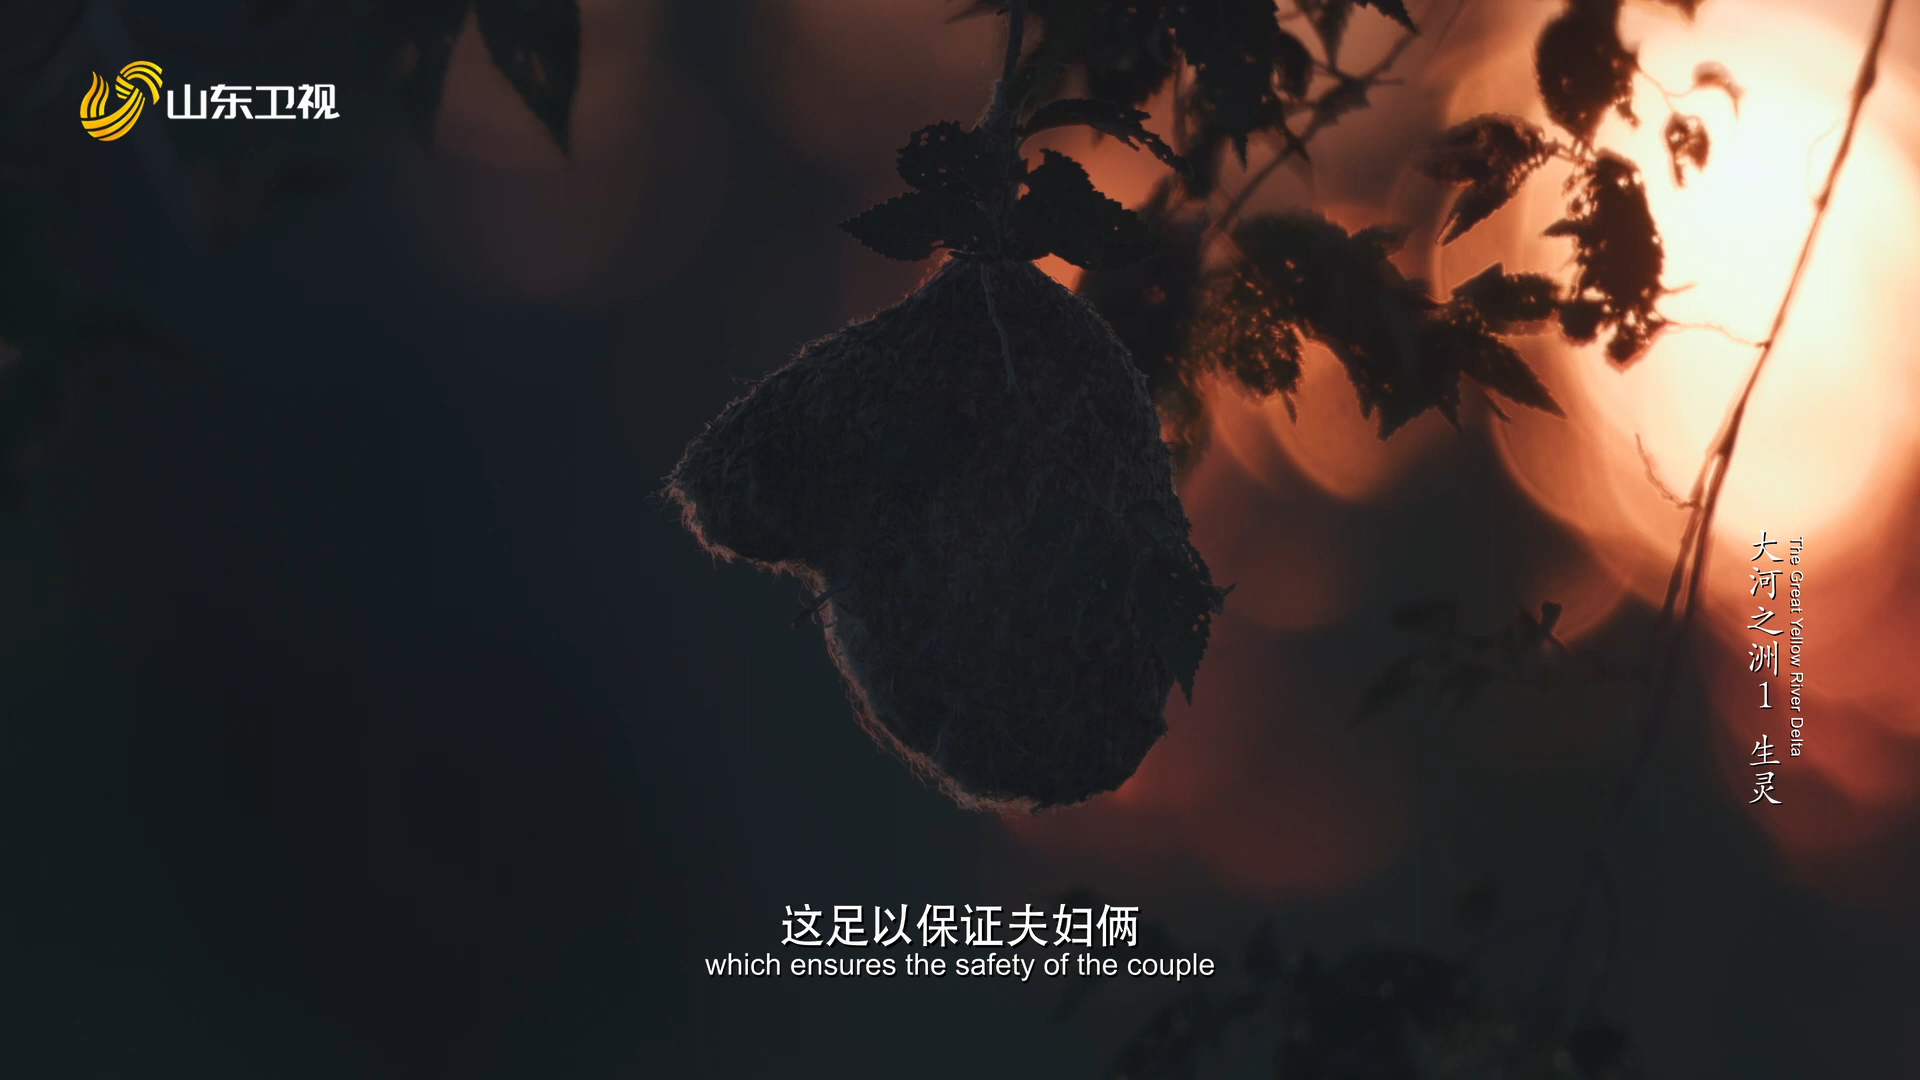 山东卫视
The Great Yellow River Delta
大河之洲1 生灵
这足以保证夫妇俩
which ensures the safety of the couple